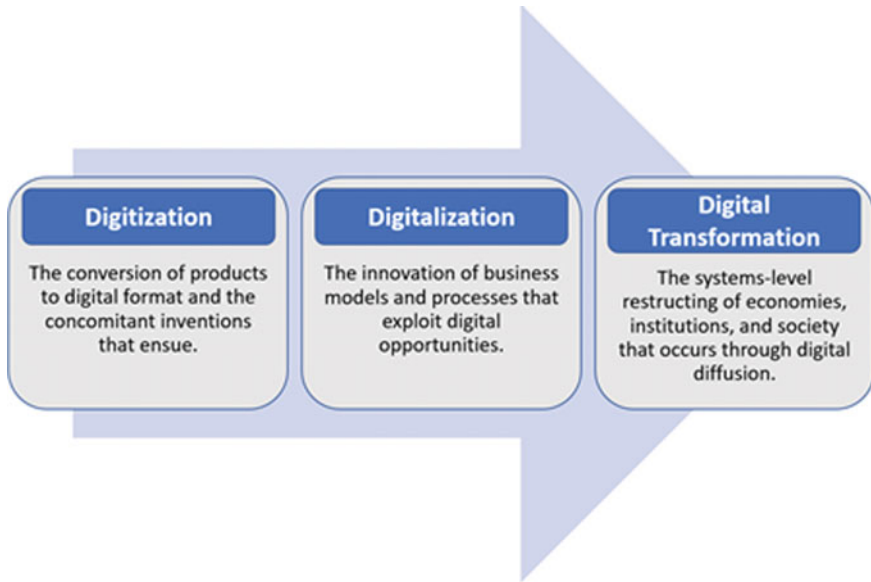 Digitization
The conversion of products
to digital format and the
concomitant inventions
that ensue.
Digitalization
The innovation of business
models and processes that
exploit digital
opportunities.
Digital
Transformation
The systems-level
restructing of economies,
institutions, and society
that occurs through digital
diffusion.